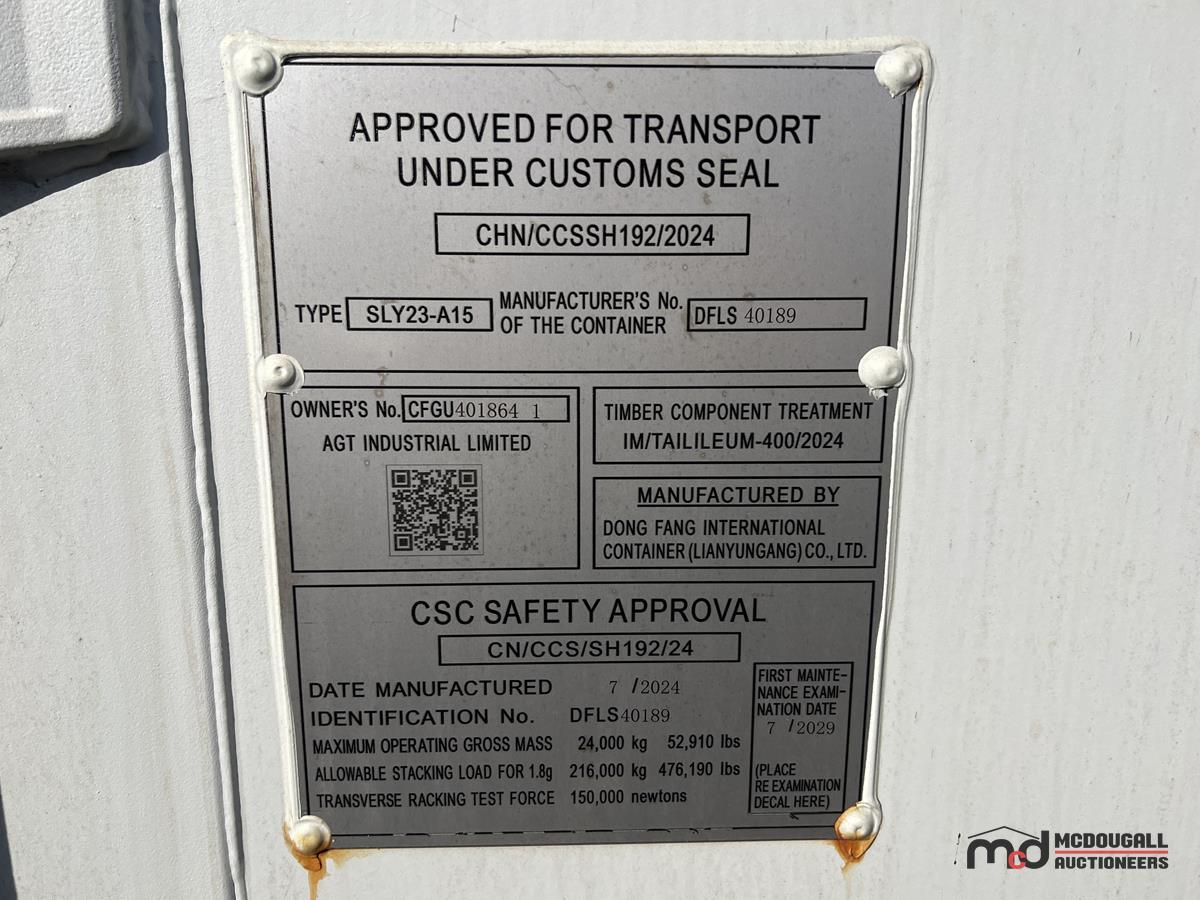 APPROVED FOR TRANSPORT
UNDER CUSTOMS SEAL
CHN/CCSSH192/2024
TYPE SLY23-A15 MANUFACTURER'S No. DFLS 40189
OF THE CONTAINER
OWNER'S No. CFGU401864 1
AGT INDUSTRIAL LIMITED
TIMBER COMPONENT TREATMENT
IM/TAILILEUM-400/2024
MANUFACTURED BY
DONG FANG INTERNATIONAL
CONTAINER (LIANYUNGANG) CO., LTD.
CSC SAFETY APPROVAL
CN/CCS/SH192/24
DATE MANUFACTURED 7 /2024
IDENTIFICATION No. DFLS40189
MAXIMUM OPERATING GROSS MASS 24,000 kg 52,910 lbs
ALLOWABLE STACKING LOAD FOR 1.8g 216,000 kg 476,190 lbs
TRANSVERSE RACKING TEST FORCE 150,000 newtons
FIRST MAINTE-
NANCE EXAMI-
NATION DATE
7 /2029
(PLACE
RE EXAMINATION
DECAL HERE)
mcd MCDOUGALL
AUCTIONEERS